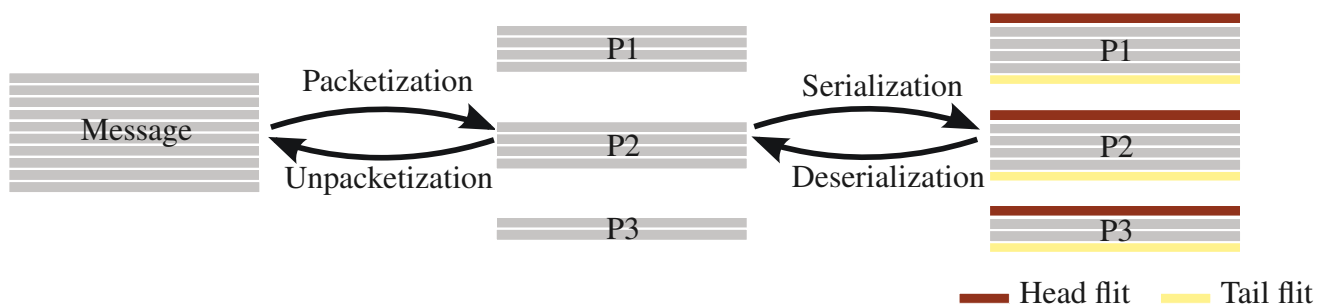 Message
Packetization
Unpacketization
P1
P2
P3
Serialization
Deserialization
P1
P2
P3
Head flit
Tail flit